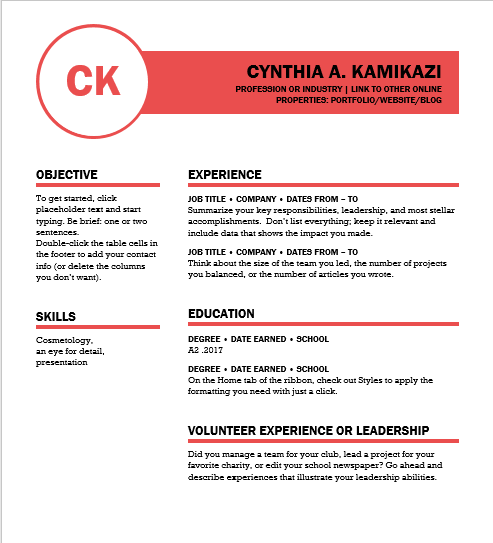 CK
CYNTHIA A. KAMIKAZI
PROFESSION OR INDUSTRY | LINK TO OTHER ONLINE
PROPERTIES: PORTFOLIO/WEBSITE/BLOG
OBJECTIVE
To get started, click
placeholder text and start
typing. Be brief: one or two
sentences.
Double-click the table cells in
the footer to add your contact
info (or delete the columns
you don't want).
SKILLS
Cosmetology,
an eye for detail,
presentation
EXPERIENCE
JOB TITLE • COMPANY • DATES FROM – TO
Summarize your key responsibilities, leadership, and most stellar
accomplishments. Don't list everything; keep it relevant and
include data that shows the impact you made.
JOB TITLE • COMPANY • DATES FROM – TO
Think about the size of the team you led, the number of projects
you balanced, or the number of articles you wrote.
EDUCATION
DEGREE • DATE EARNED • SCHOOL
A2 .2017
DEGREE • DATE EARNED • SCHOOL
On the Home tab of the ribbon, check out Styles to apply the
formatting you need with just a click.
VOLUNTEER EXPERIENCE OR LEADERSHIP
Did you manage a team for your club, lead a project for your
favorite charity, or edit your school newspaper? Go ahead and
describe experiences that illustrate your leadership abilities.